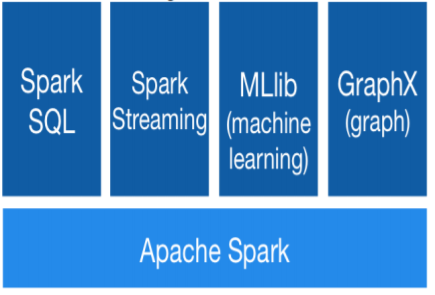 Spark
SQL
Spark
Streaming
MLlib
(machine
learning)
GraphX
(graph)
Apache Spark